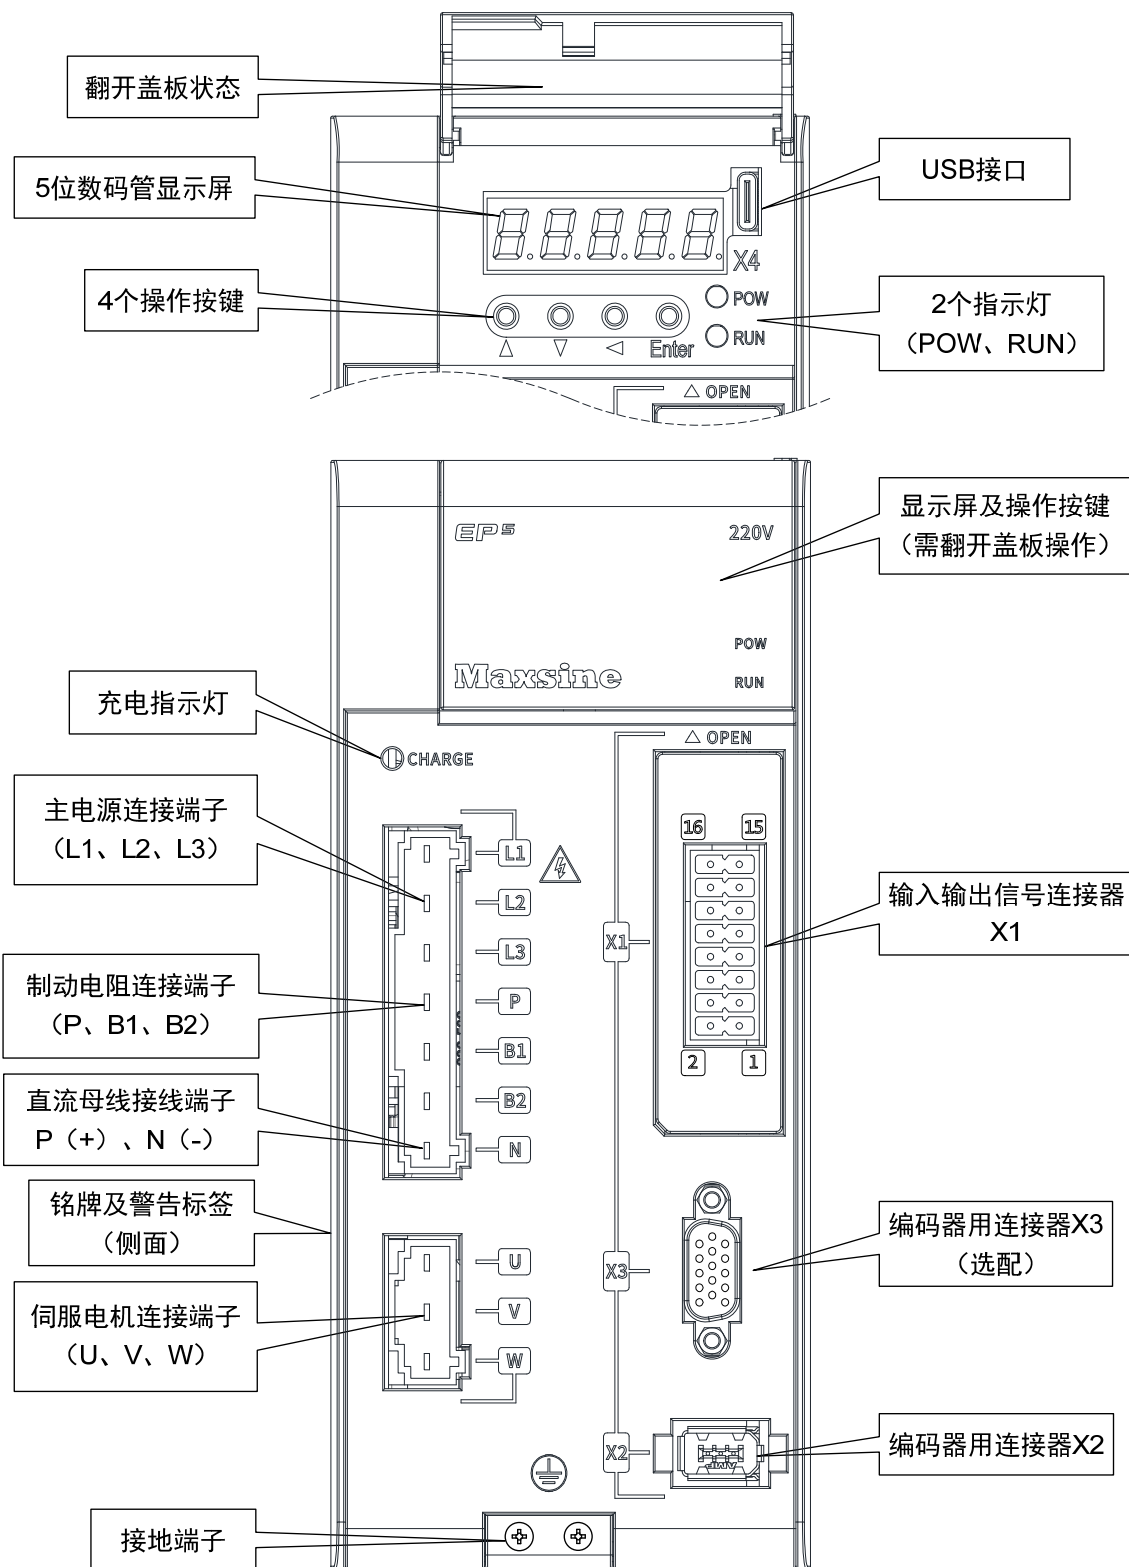 翻开盖板状态
5位数码管显示屏
USB接口
X4
4个操作按键
POW
RUN
Enter
2个指示灯
（POW、RUN）
△ OPEN
EP5
220V
显示屏及操作按键
（需翻开盖板操作）
POW
Maxsine
RUN
充电指示灯
CHARGE
△ OPEN
主电源连接端子
（L1、L2、L3）
16
15
L1
L2
L3
X1
输入输出信号连接器
X1
制动电阻连接端子
（P、B1、B2）
P
B1
B2
N
2
1
直流母线接线端子
P（+）、N（-）
铭牌及警告标签
（侧面）
U
V
W
X3
编码器用连接器X3
（选配）
伺服电机连接端子
（U、V、W）
X2
AMP
编码器用连接器X2
接地端子